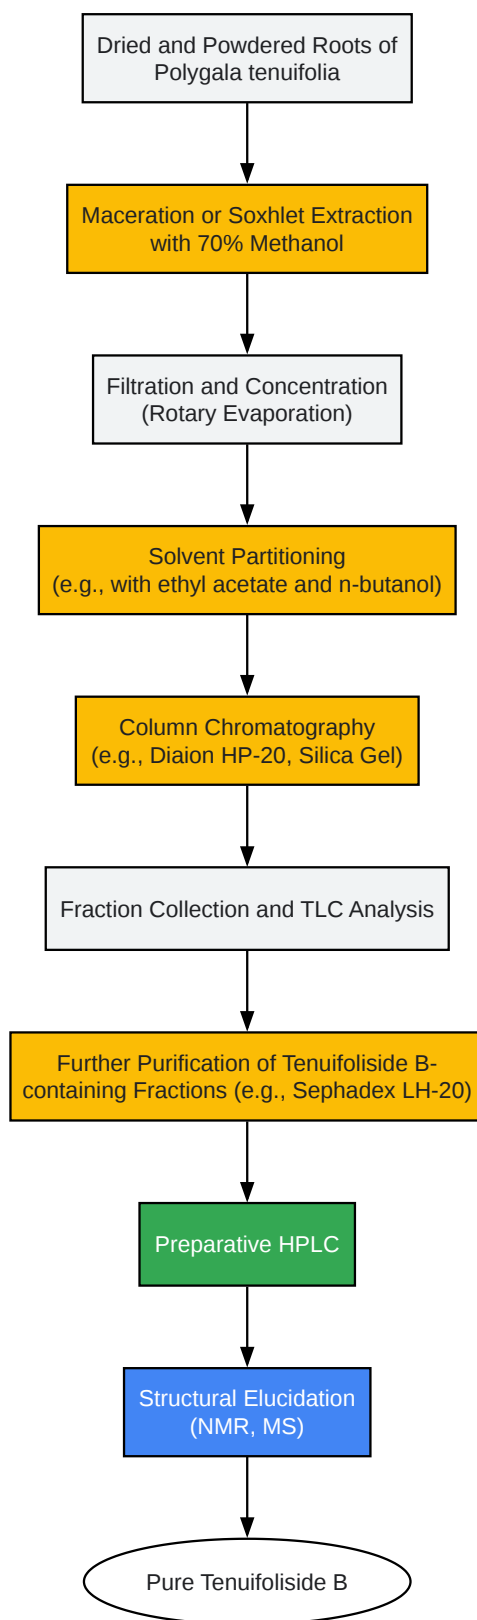 Dried and Powdered Roots of
Polygala tenuifolia
Maceration or Soxhlet Extraction
with 70% Methanol
Filtration and Concentration
(Rotary Evaporation)
Solvent Partitioning
(e.g., with ethyl acetate and n-butanol)
Column Chromatography
(e.g., Diaion HP-20, Silica Gel)
Fraction Collection and TLC Analysis
Further Purification of Tenuifoliside B-
containing Fractions (e.g., Sephadex LH-20)
Preparative HPLC
Structural Elucidation
(NMR, MS)
Pure Tenuifoliside B